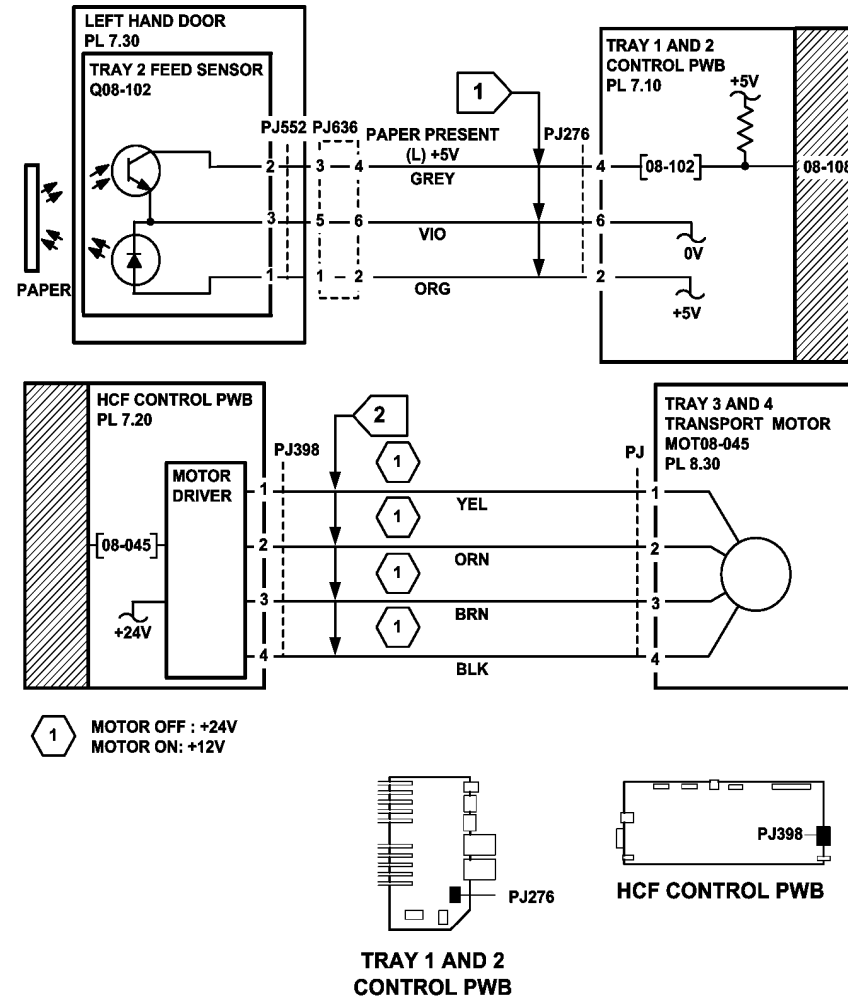 LEFT HAND DOOR
PL 7.30
TRAY 2 FEED SENSOR
Q08-102
PJ552 PJ636
PAPER PRESENT
(L) +5V
GREY
1
PJ276
TRAY 1 AND 2
CONTROL PWB
PL 7.10
+5V
2 3 4 4
[08-102]
08-108
3 5 6 6
VIO
0V
1 1 2 2
ORG
+5V
PAPER
HCF CONTROL PWB
PL 7.20
MOTOR
DRIVER
PJ398
2
1
PJ
TRAY 3 AND 4
TRANSPORT MOTOR
MOT08-045
PL 8.30
1 YEL 1
1
[08-045]
2 ORN 2
1
+24V
3 BRN 3
1
4 BLK 4
1 MOTOR OFF : +24V
MOTOR ON: +12V
PJ276
TRAY 1 AND 2
CONTROL PWB
PJ398
HCF CONTROL PWB